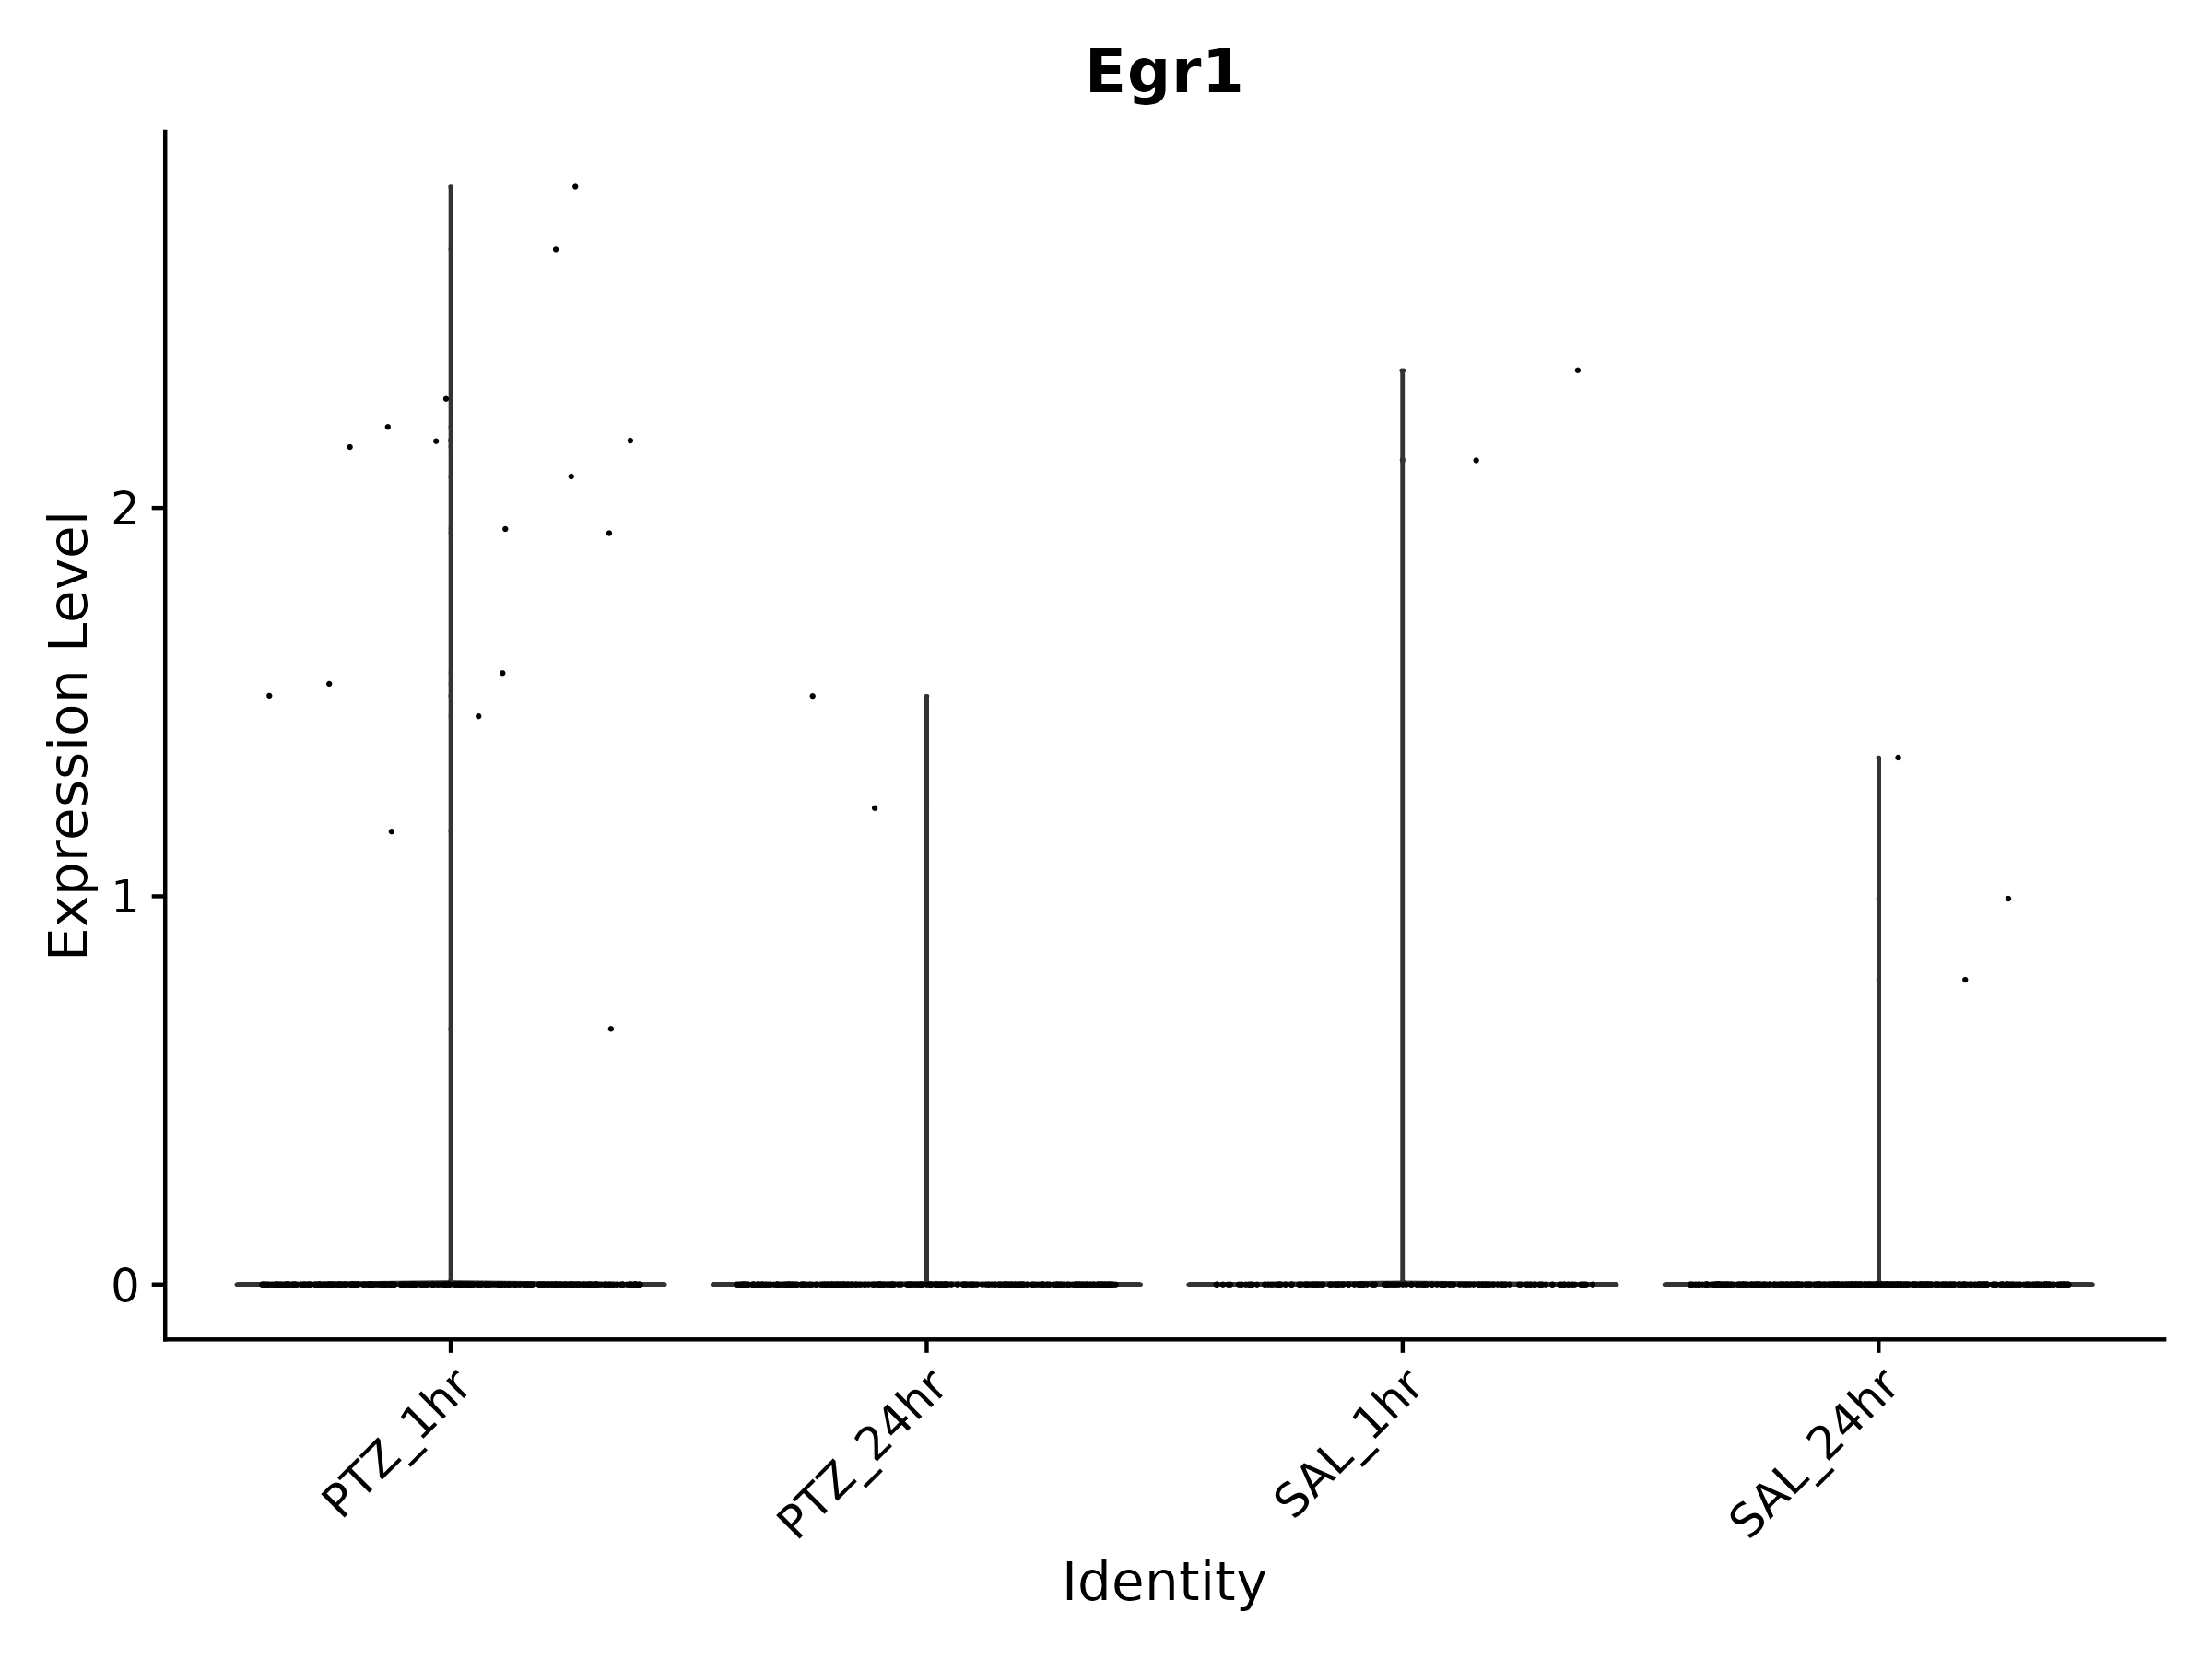 Egr1
Expression Level
2
1
0
PTZ_1hr
PTZ_24hr
SAL_1hr
SAL_24hr
Identity